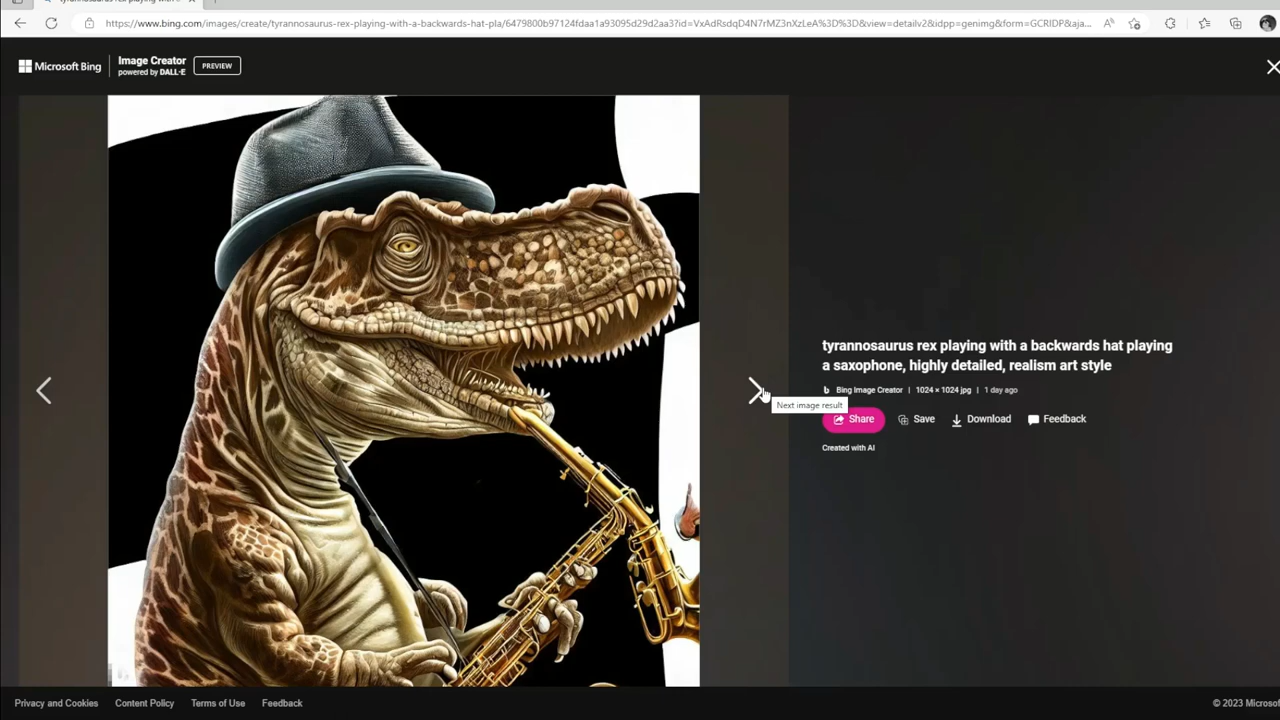 https://www.bing.com/images/create/tyrannosaurus-rex-playing-with-a-backwards-hat-pla/6479800b97124fdaa1a93095d29d2aa3?id=VxAdRsdqD4N7rMZ3nXzLeA%3D%3D&view=detailv2&idpp=genimg&form=GCRIDP&aja...
Microsoft Bing
Image Creator
powered by DALL·E
PREVIEW
tyrannosaurus rex playing with a backwards hat playing
a saxophone, highly detailed, realism art style
Bing Image Creator | 1024 × 1024 jpg | 1 day ago
Next image result
Share
Save
Download
Feedback
Created with AI
Privacy and Cookies
Content Policy
Terms of Use
Feedback
© 2023 Microso